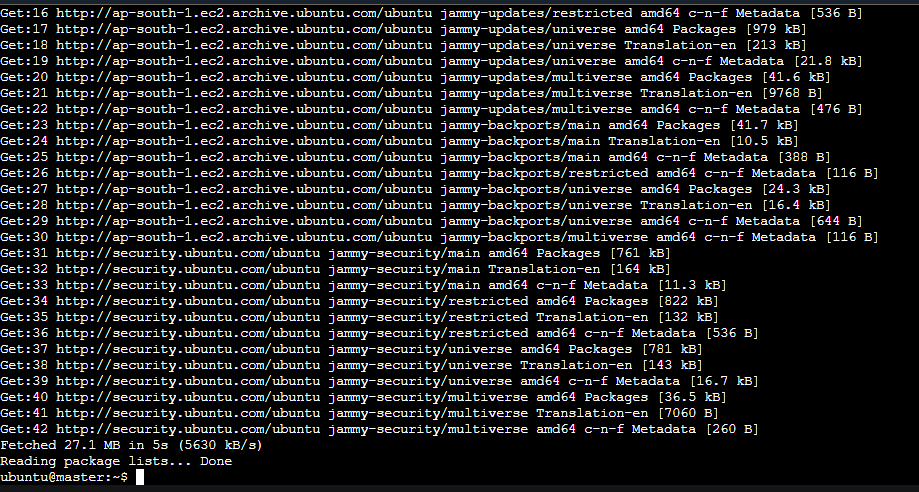 Get:16 http://ap-south-1.ec2.archive.ubuntu.com/ubuntu jammy-updates/restricted amd64 c-n-f Metadata [536 B]
Get:17 http://ap-south-1.ec2.archive.ubuntu.com/ubuntu jammy-updates/universe amd64 Packages [979 kB]
Get:18 http://ap-south-1.ec2.archive.ubuntu.com/ubuntu jammy-updates/universe Translation-en [213 kB]
Get:19 http://ap-south-1.ec2.archive.ubuntu.com/ubuntu jammy-updates/universe amd64 c-n-f Metadata [21.8 kB]
Get:20 http://ap-south-1.ec2.archive.ubuntu.com/ubuntu jammy-updates/multiverse amd64 Packages [41.6 kB]
Get:21 http://ap-south-1.ec2.archive.ubuntu.com/ubuntu jammy-updates/multiverse Translation-en [9768 B]
Get:22 http://ap-south-1.ec2.archive.ubuntu.com/ubuntu jammy-updates/multiverse amd64 c-n-f Metadata [476 B]
Get:23 http://ap-south-1.ec2.archive.ubuntu.com/ubuntu jammy-backports/main amd64 Packages [41.7 kB]
Get:24 http://ap-south-1.ec2.archive.ubuntu.com/ubuntu jammy-backports/main Translation-en [10.5 kB]
Get:25 http://ap-south-1.ec2.archive.ubuntu.com/ubuntu jammy-backports/main amd64 c-n-f Metadata [388 B]
Get:26 http://ap-south-1.ec2.archive.ubuntu.com/ubuntu jammy-backports/restricted amd64 c-n-f Metadata [116 B]
Get:27 http://ap-south-1.ec2.archive.ubuntu.com/ubuntu jammy-backports/universe amd64 Packages [24.3 kB]
Get:28 http://ap-south-1.ec2.archive.ubuntu.com/ubuntu jammy-backports/universe Translation-en [16.4 kB]
Get:29 http://ap-south-1.ec2.archive.ubuntu.com/ubuntu jammy-backports/universe amd64 c-n-f Metadata [644 B]
Get:30 http://ap-south-1.ec2.archive.ubuntu.com/ubuntu jammy-backports/multiverse amd64 c-n-f Metadata [116 B]
Get:31 http://security.ubuntu.com/ubuntu jammy-security/main amd64 Packages [761 kB]
Get:32 http://security.ubuntu.com/ubuntu jammy-security/main Translation-en [164 kB]
Get:33 http://security.ubuntu.com/ubuntu jammy-security/main amd64 c-n-f Metadata [11.3 kB]
Get:34 http://security.ubuntu.com/ubuntu jammy-security/restricted amd64 Packages [822 kB]
Get:35 http://security.ubuntu.com/ubuntu jammy-security/restricted Translation-en [132 kB]
Get:36 http://security.ubuntu.com/ubuntu jammy-security/restricted amd64 c-n-f Metadata [536 B]
Get:37 http://security.ubuntu.com/ubuntu jammy-security/universe amd64 Packages [781 kB]
Get:38 http://security.ubuntu.com/ubuntu jammy-security/universe Translation-en [143 kB]
Get:39 http://security.ubuntu.com/ubuntu jammy-security/universe amd64 c-n-f Metadata [16.7 kB]
Get:40 http://security.ubuntu.com/ubuntu jammy-security/multiverse amd64 Packages [36.5 kB]
Get:41 http://security.ubuntu.com/ubuntu jammy-security/multiverse Translation-en [7060 B]
Get:42 http://security.ubuntu.com/ubuntu jammy-security/multiverse amd64 c-n-f Metadata [260 B]
Fetched 27.1 MB in 5s (5630 kB/s)
Reading package lists... Done
ubuntu@master:~$